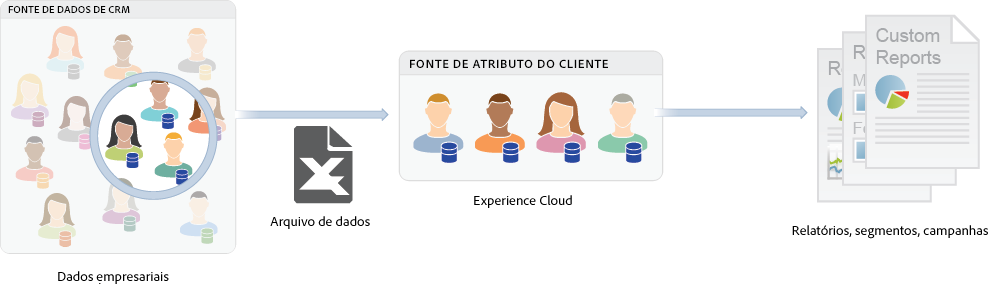 FONTE DE DADOS DE CRM
Dados empresariais
Arquivo de dados
FONTE DE ATRIBUTO DO CLIENTE
Experience Cloud
Custom
Reports
R
M
Fo
Relatórios, segmentos, campanhas